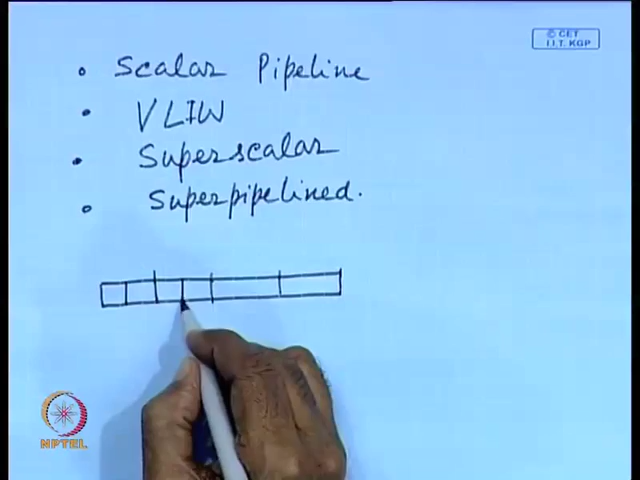 © CET
I.I.T. KGP
• Scalar Pipeline
• VLIW
• Superscalar
• Superpipelined.
NPTEL